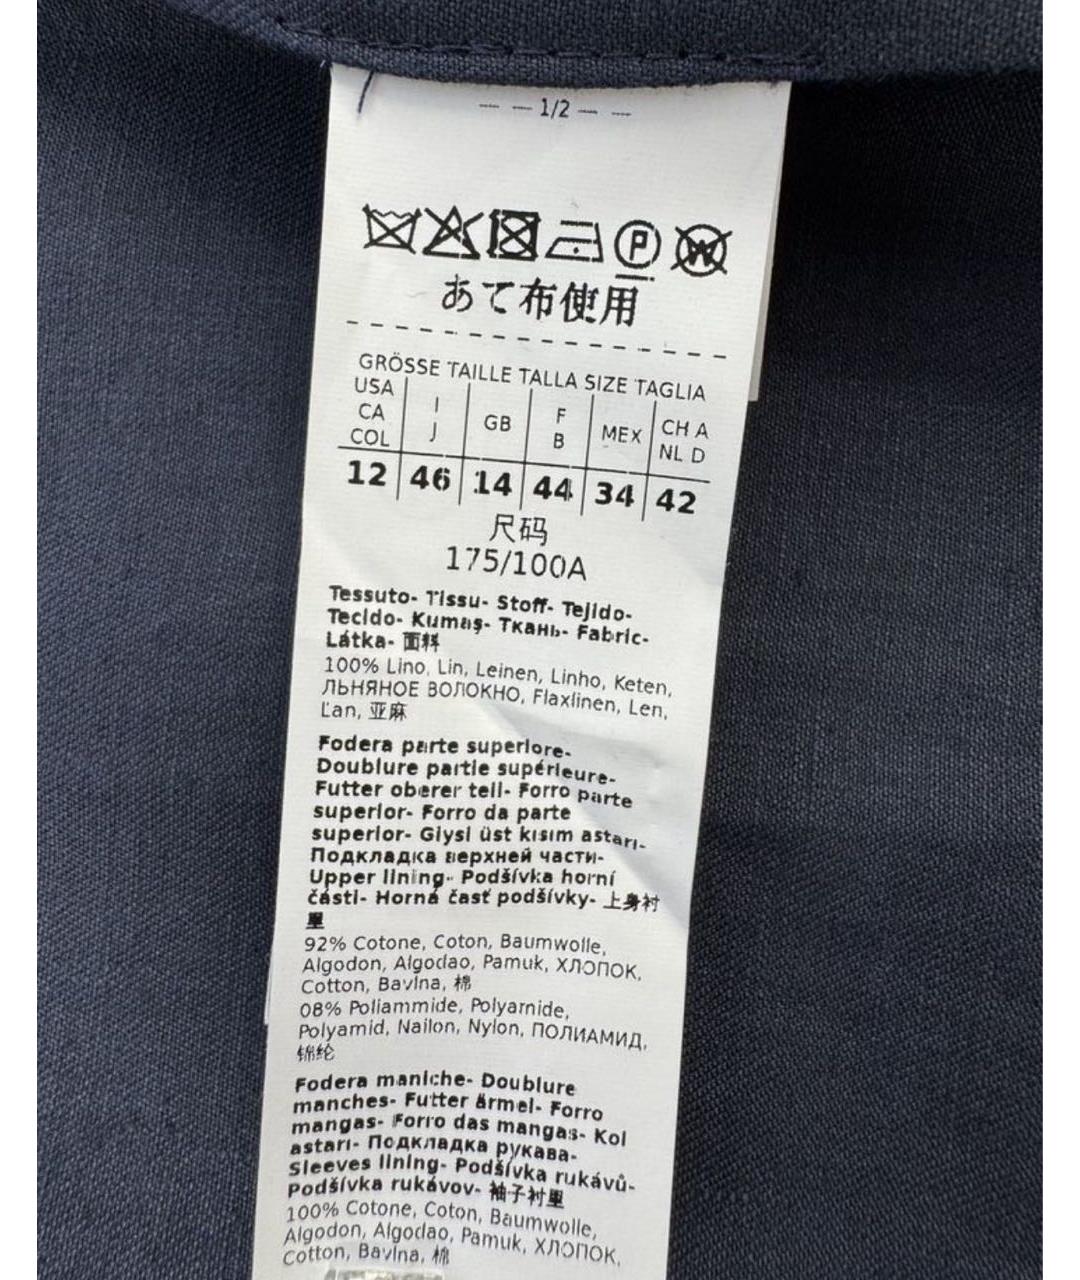 1/2
P W
あて布使用
GRÖSSE TAILLE TALLA SIZE TAGLIA
USA CA COL I J GB F B MEX CH A NL D
12 46 14 44 34 42
尺码
175/100A
Tessuto- Tissu- Stoff- Tejido-
Tecido- Kumaş- Ткань- Fabric-
Látka- 面料
100% Lino, Lin, Leinen, Linho, Keten,
ЛЬНЯНОЕ ВОЛОКНО, Flaxlinen, Len,
Ľan, 亚麻
Fodera parte superiore-
Doublure partie supérieure-
Futter oberer teil- Forro parte
superior- Forro da parte
superior- Giysi üst kısım astarı-
Подкладка верхней части-
Upper lining- Podšívka horní
části- Horná časť podšívky- 上身衬
里
92% Cotone, Coton, Baumwolle,
Algodon, Algodao, Pamuk, ХЛОПОК,
Cotton, Bavlna, 棉
08% Poliammide, Polyamide,
Polyamid, Nailon, Nylon, ПОЛИАМИД,
锦纶
Fodera maniche- Doublure
manches- Futter ärmel- Forro
mangas- Forro das mangas- Kol
astarı- Подкладка рукава-
Sleeves lining- Podšívka rukávů-
Podšívka rukávov- 袖子衬里
100% Cotone, Coton, Baumwolle,
Algodon, Algodao, Pamuk, ХЛОПОК,
Cotton, Bavlna, 棉